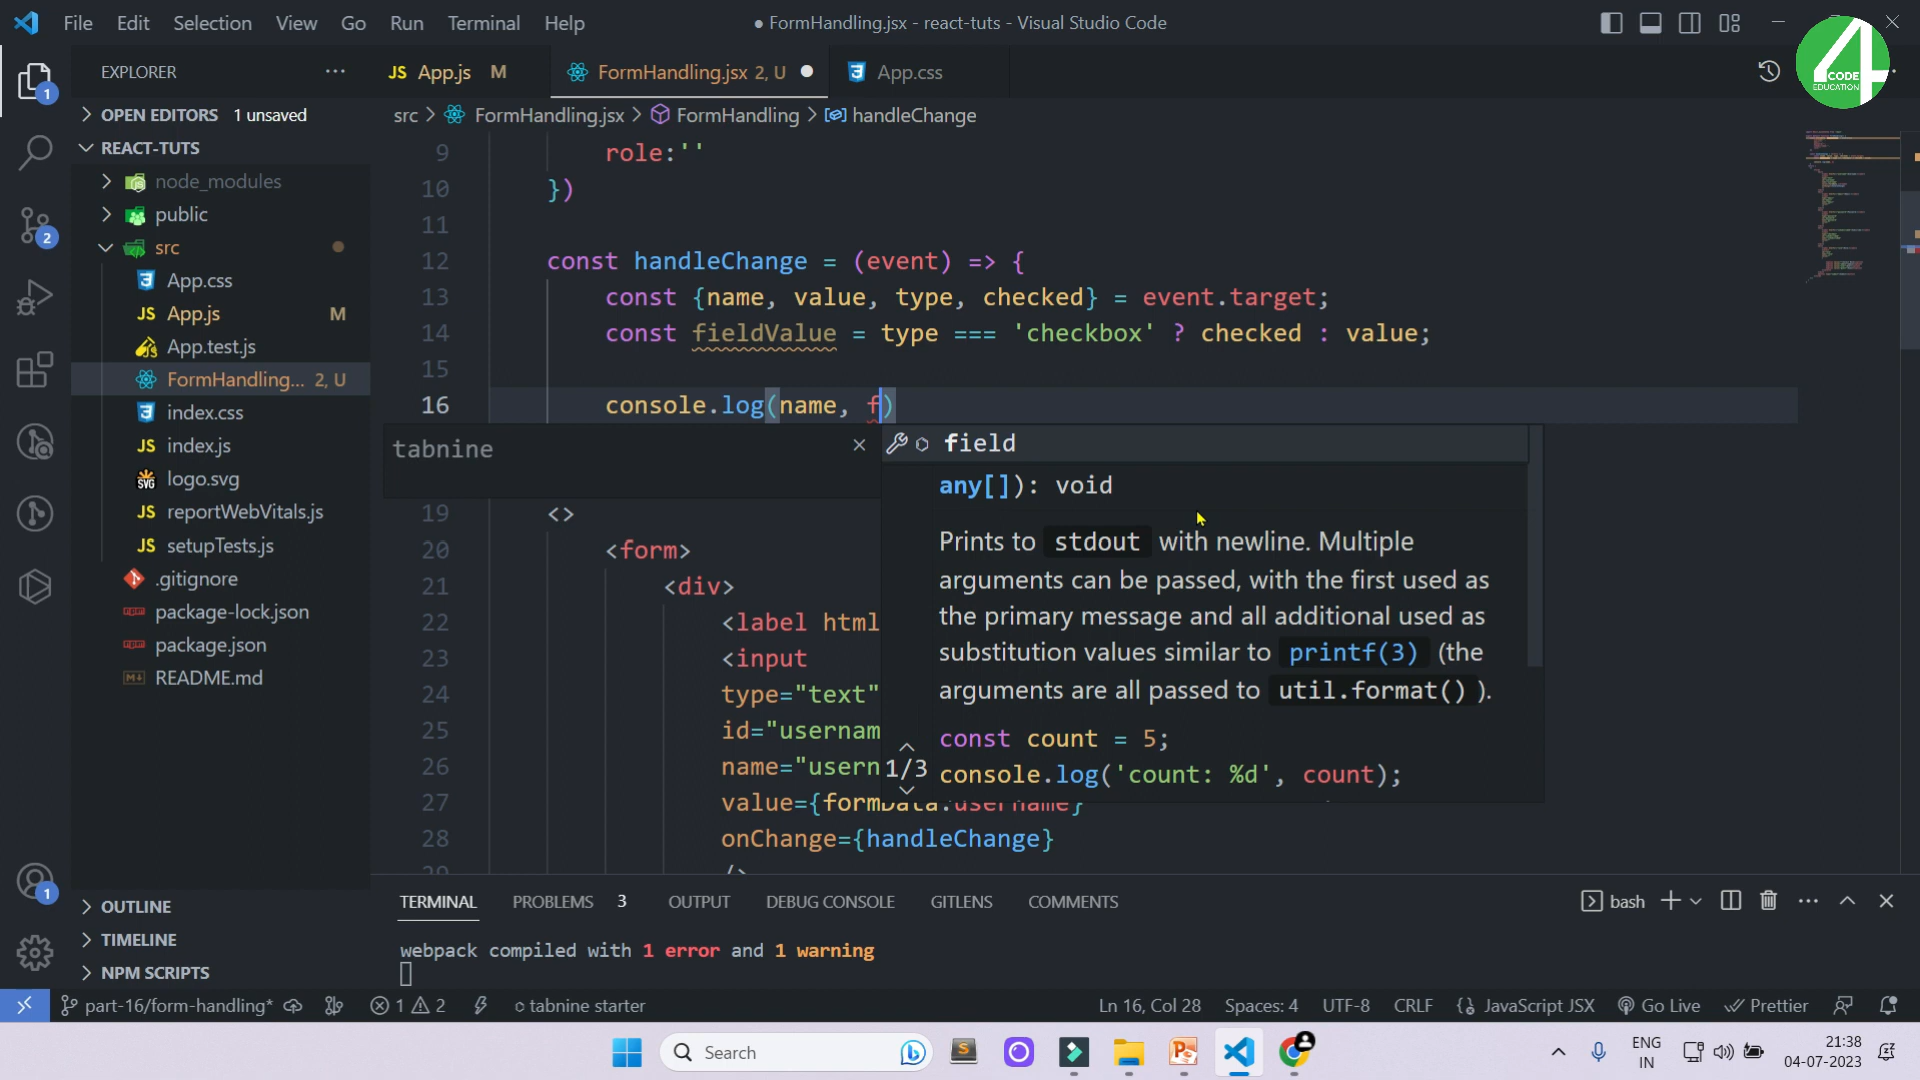 File Edit Selection View Go Run Terminal Help
● FormHandling.jsx - react-tuts - Visual Studio Code
4 CODE EDUCATION
EXPLORER ···
JS App.js M
FormHandling.jsx 2, U ●
App.css
OPEN EDITORS 1 unsaved
src > FormHandling.jsx > FormHandling > handleChange
REACT-TUTS
node_modules
public
src
App.css
JS App.js M
App.test.js
FormHandling... 2, U
index.css
JS index.js
logo.svg
JS reportWebVitals.js
JS setupTests.js
.gitignore
package-lock.json
package.json
README.md
OUTLINE
TIMELINE
NPM SCRIPTS
1
2
1
9 role:''
10 })
11
12 const handleChange = (event) => {
13 const {name, value, type, checked} = event.target;
14 const fieldValue = type === 'checkbox' ? checked : value;
15
16 console.log(name, f)
tabnine ×
field
any[]): void
Prints to stdout with newline. Multiple
arguments can be passed, with the first used as
the primary message and all additional used as
substitution values similar to printf(3) (the
arguments are all passed to util.format() ).
const count = 5;
1/3 console.log('count: %d', count);
19 <>
20 <form>
21 <div>
22 <label html
23 <input
24 type="text"
25 id="usernam
26 name="usern
27 value={formData.username}
28 onChange={handleChange}
29 />
TERMINAL PROBLEMS 3 OUTPUT DEBUG CONSOLE GITLENS COMMENTS
bash
webpack compiled with 1 error and 1 warning
part-16/form-handling* 1 2 tabnine starter
Ln 16, Col 28 Spaces: 4 UTF-8 CRLF {} JavaScript JSX Go Live Prettier
Search
ENG
IN
21:38
04-07-2023